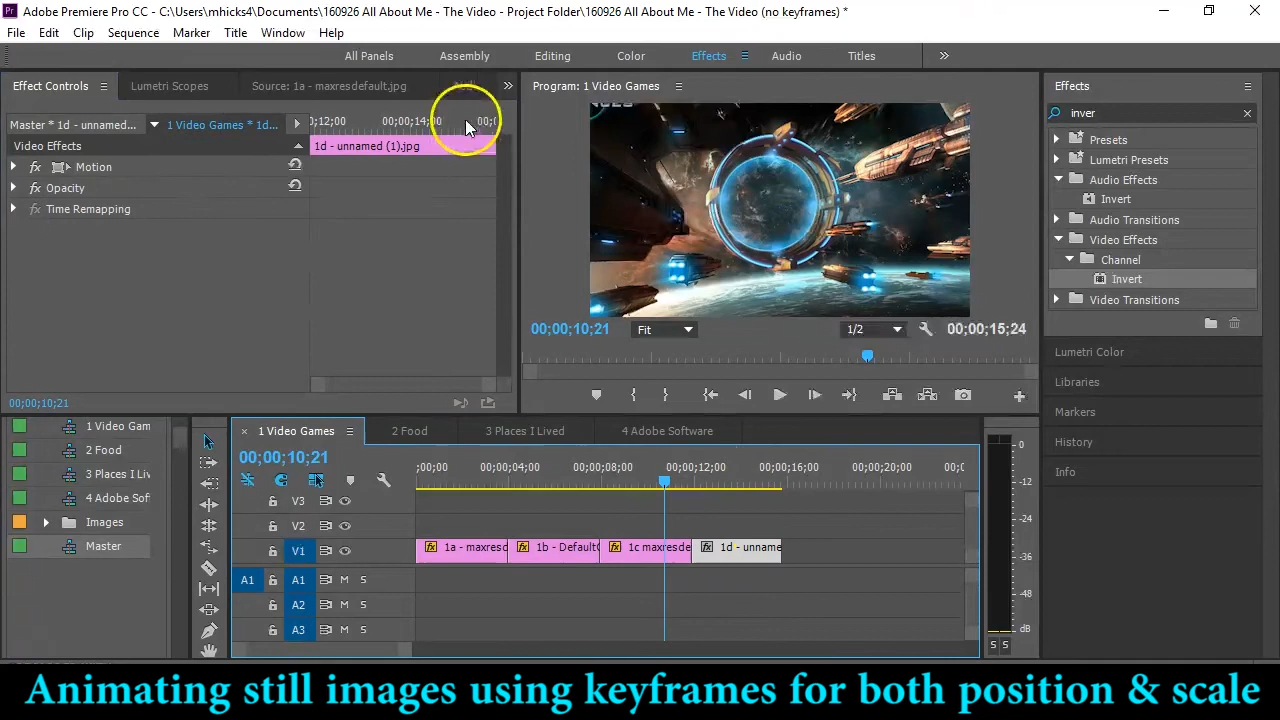 Adobe Premiere Pro CC - C:\Users\mhicks4\Documents\160926 All About Me - The Video - Project Folder\160926 All About Me - The Video (no keyframes) *
File Edit Clip Sequence Marker Title Window Help
All Panels Assembly Editing Color Effects Audio Titles
Effect Controls Lumetri Scopes Source: 1a - maxresdefault.jpg
Program: 1 Video Games
Effects
Master * 1d - unnamed... 1 Video Games * 1d...
;12;00 00;00;14;00 00;0
inver
Video Effects
1d - unnamed (1).jpg
fx Motion
fx Opacity
fx Time Remapping
Presets
Lumetri Presets
Audio Effects
Invert
Audio Transitions
Video Effects
Channel
Invert
Video Transitions
00;00;10;21 Fit 1/2 00;00;15;24
00;00;10;21
Lumetri Color
Libraries
Markers
History
Info
1 Video Gam
2 Food
3 Places I Liv
4 Adobe Sof
Images
Master
1 Video Games 2 Food 3 Places I Lived 4 Adobe Software
00;00;10;21
;00;00 00;00;04;00 00;00;08;00 00;00;12;00 00;00;16;00 00;00;20;00 00;0
V3
V2
V1 fx 1a - maxresd fx 1b - Default( fx 1c maxresde fx 1d - unname
A1 A1 M S
A2 M S
A3 M S
0
-12
-24
-36
-48
dB
S S
Animating still images using keyframes for both position & scale